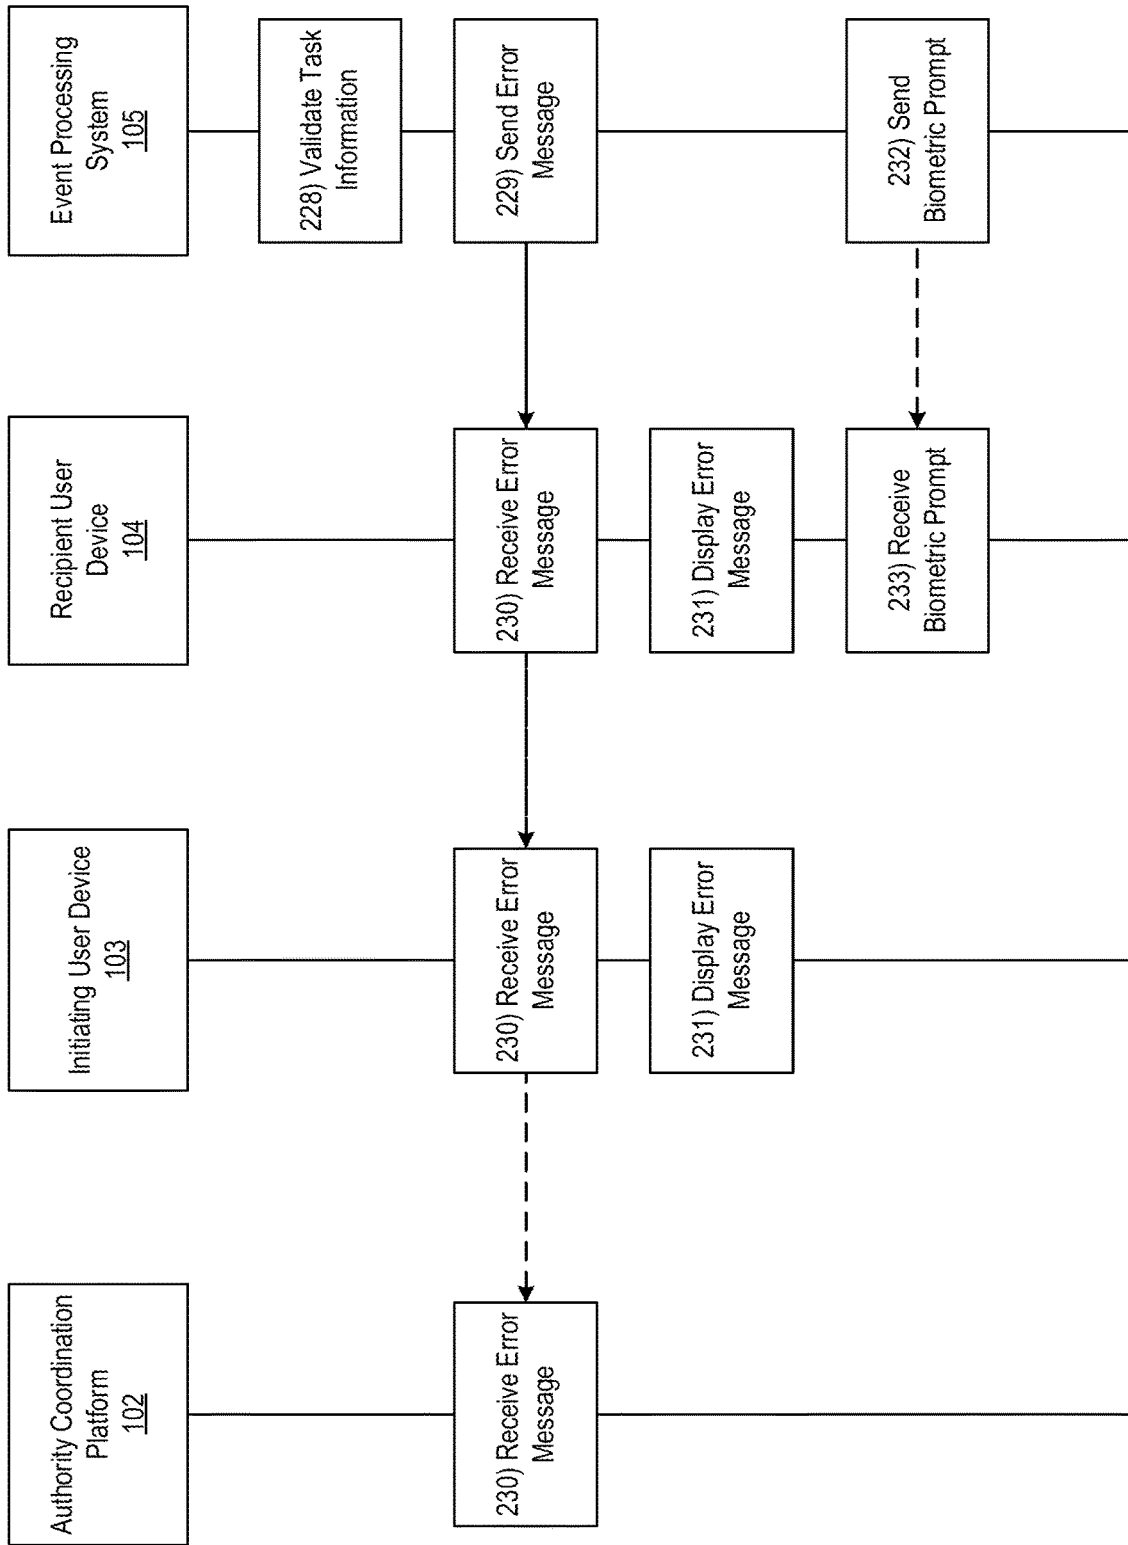 Authority Coordination
Platform
102
Initiating User Device
103
Recipient User
Device
104
Event Processing
System
105
228) Validate Task
Information
230) Receive Error
Message
230) Receive Error
Message
230) Receive Error
Message
229) Send Error
Message
231) Display Error
Message
231) Display Error
Message
233) Receive
Biometric Prompt
232) Send
Biometric Prompt